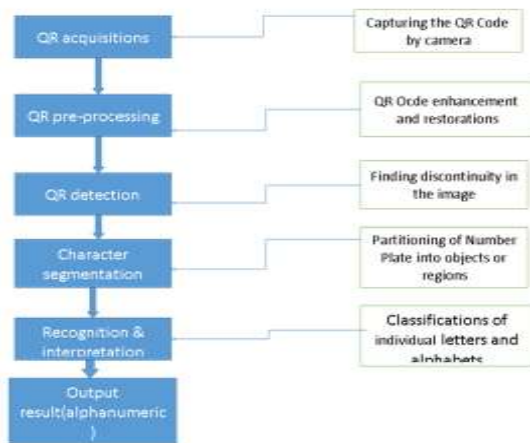 QR acquisitions
Capturing the QR Code
by camera
QR pre-processing
QR Ocde enhancement
and restorations
QR detection
Finding discontinuity in
the image
Character
segmentation
Partitioning of Number
Plate into objects or
regions
Recognition &
interpretation
Classifications of
individual letters and
alphabets
Output
result(alphanumeric
)